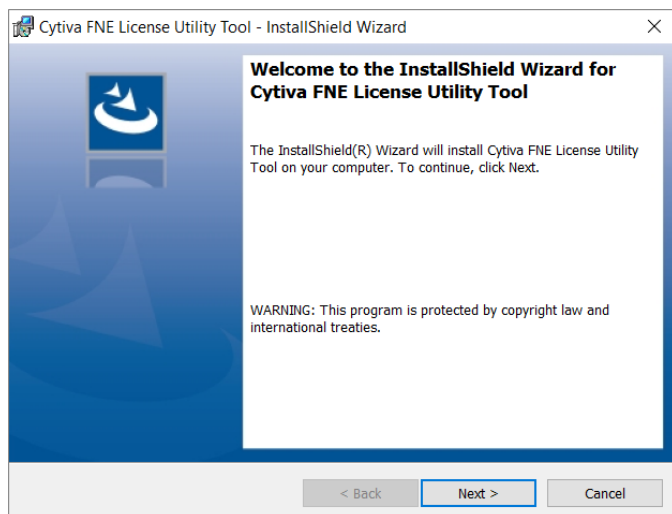 Cytiva FNE License Utility Tool - InstallShield Wizard
Welcome to the InstallShield Wizard for
Cytiva FNE License Utility Tool
The InstallShield(R) Wizard will install Cytiva FNE License Utility
Tool on your computer. To continue, click Next.
WARNING: This program is protected by copyright law and
international treaties.
< Back
Next >
Cancel